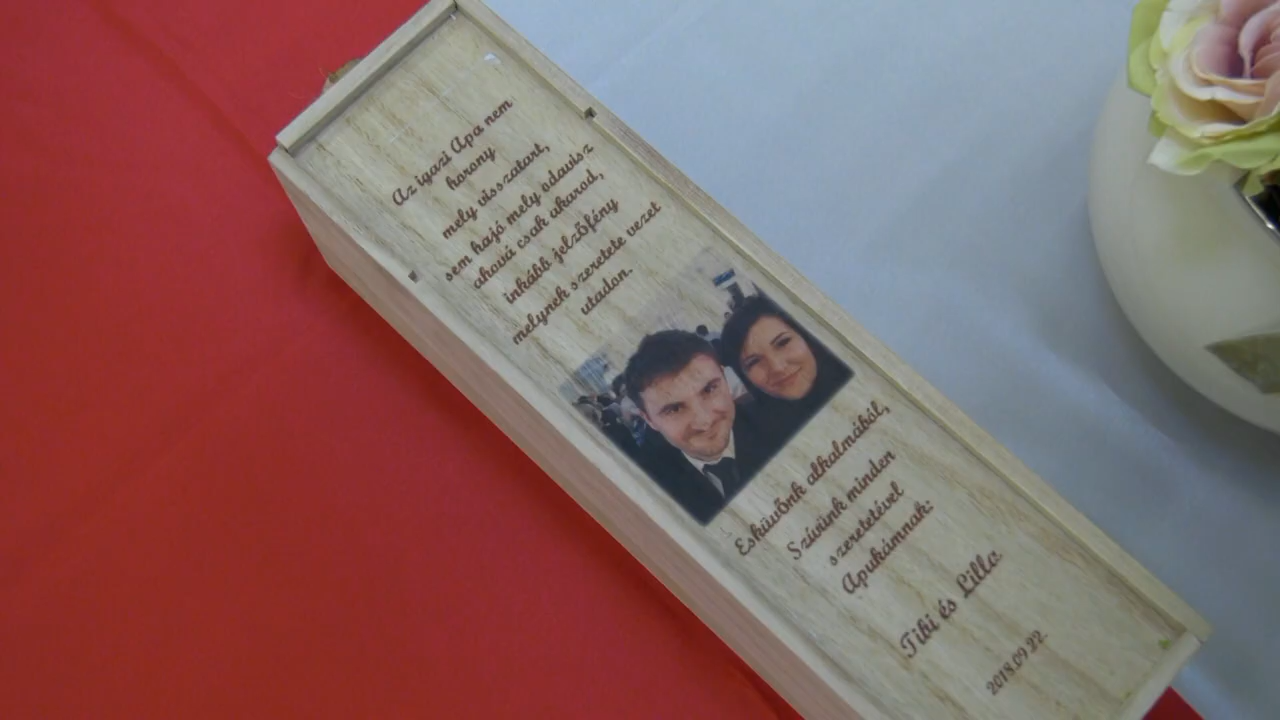 Az igazi Apa nem
horony
mely visszatart,
sem hajó mely odavisz
ahová csak akarod,
inkább jelzőfény
melynek szeretete vezet
utadon.
Esküvőnk alkalmából,
Szívünk minden
szeretetével
Apukámnak:
Tibi és Lilla
2018.09.22.